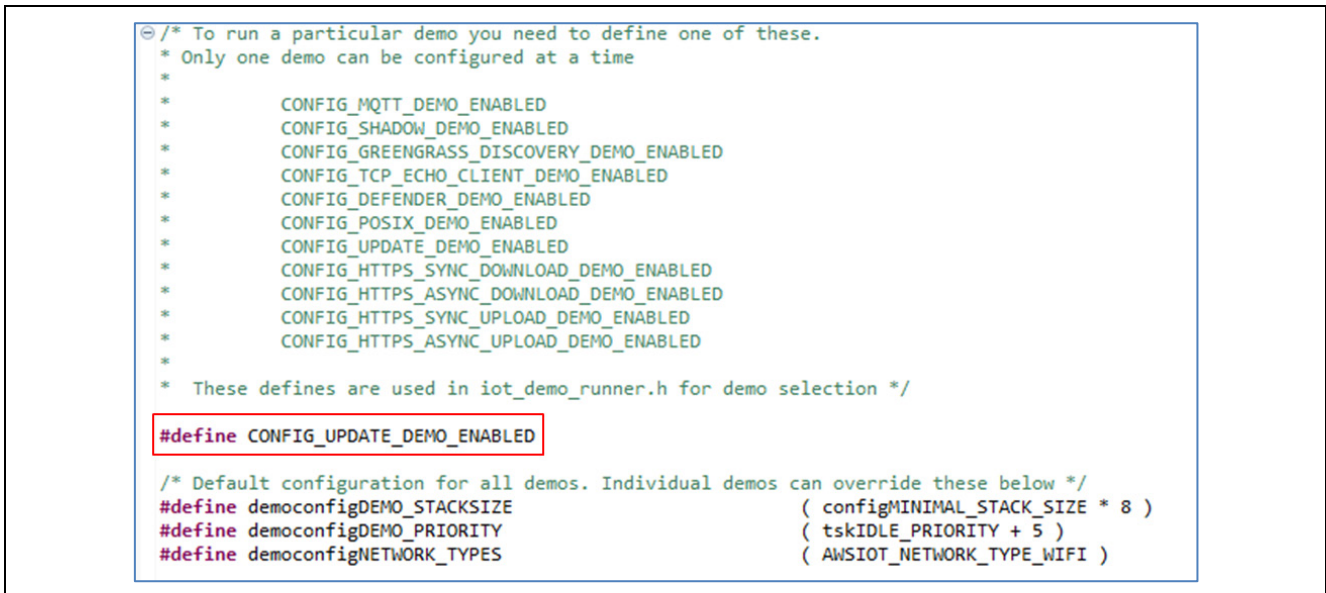 /* To run a particular demo you need to define one of these.
* Only one demo can be configured at a time
*
* CONFIG_MQTT_DEMO_ENABLED
* CONFIG_SHADOW_DEMO_ENABLED
* CONFIG_GREENGRASS_DISCOVERY_DEMO_ENABLED
* CONFIG_TCP_ECHO_CLIENT_DEMO_ENABLED
* CONFIG_DEFENDER_DEMO_ENABLED
* CONFIG_POSIX_DEMO_ENABLED
* CONFIG_UPDATE_DEMO_ENABLED
* CONFIG_HTTPS_SYNC_DOWNLOAD_DEMO_ENABLED
* CONFIG_HTTPS_ASYNC_DOWNLOAD_DEMO_ENABLED
* CONFIG_HTTPS_SYNC_UPLOAD_DEMO_ENABLED
* CONFIG_HTTPS_ASYNC_UPLOAD_DEMO_ENABLED
*
* These defines are used in iot_demo_runner.h for demo selection */
#define CONFIG_UPDATE_DEMO_ENABLED
/* Default configuration for all demos. Individual demos can override these below */
#define democonfigDEMO_STACKSIZE ( configMINIMAL_STACK_SIZE * 8 )
#define democonfigDEMO_PRIORITY ( tskIDLE_PRIORITY + 5 )
#define democonfigNETWORK_TYPES ( AWSIOT_NETWORK_TYPE_WIFI )